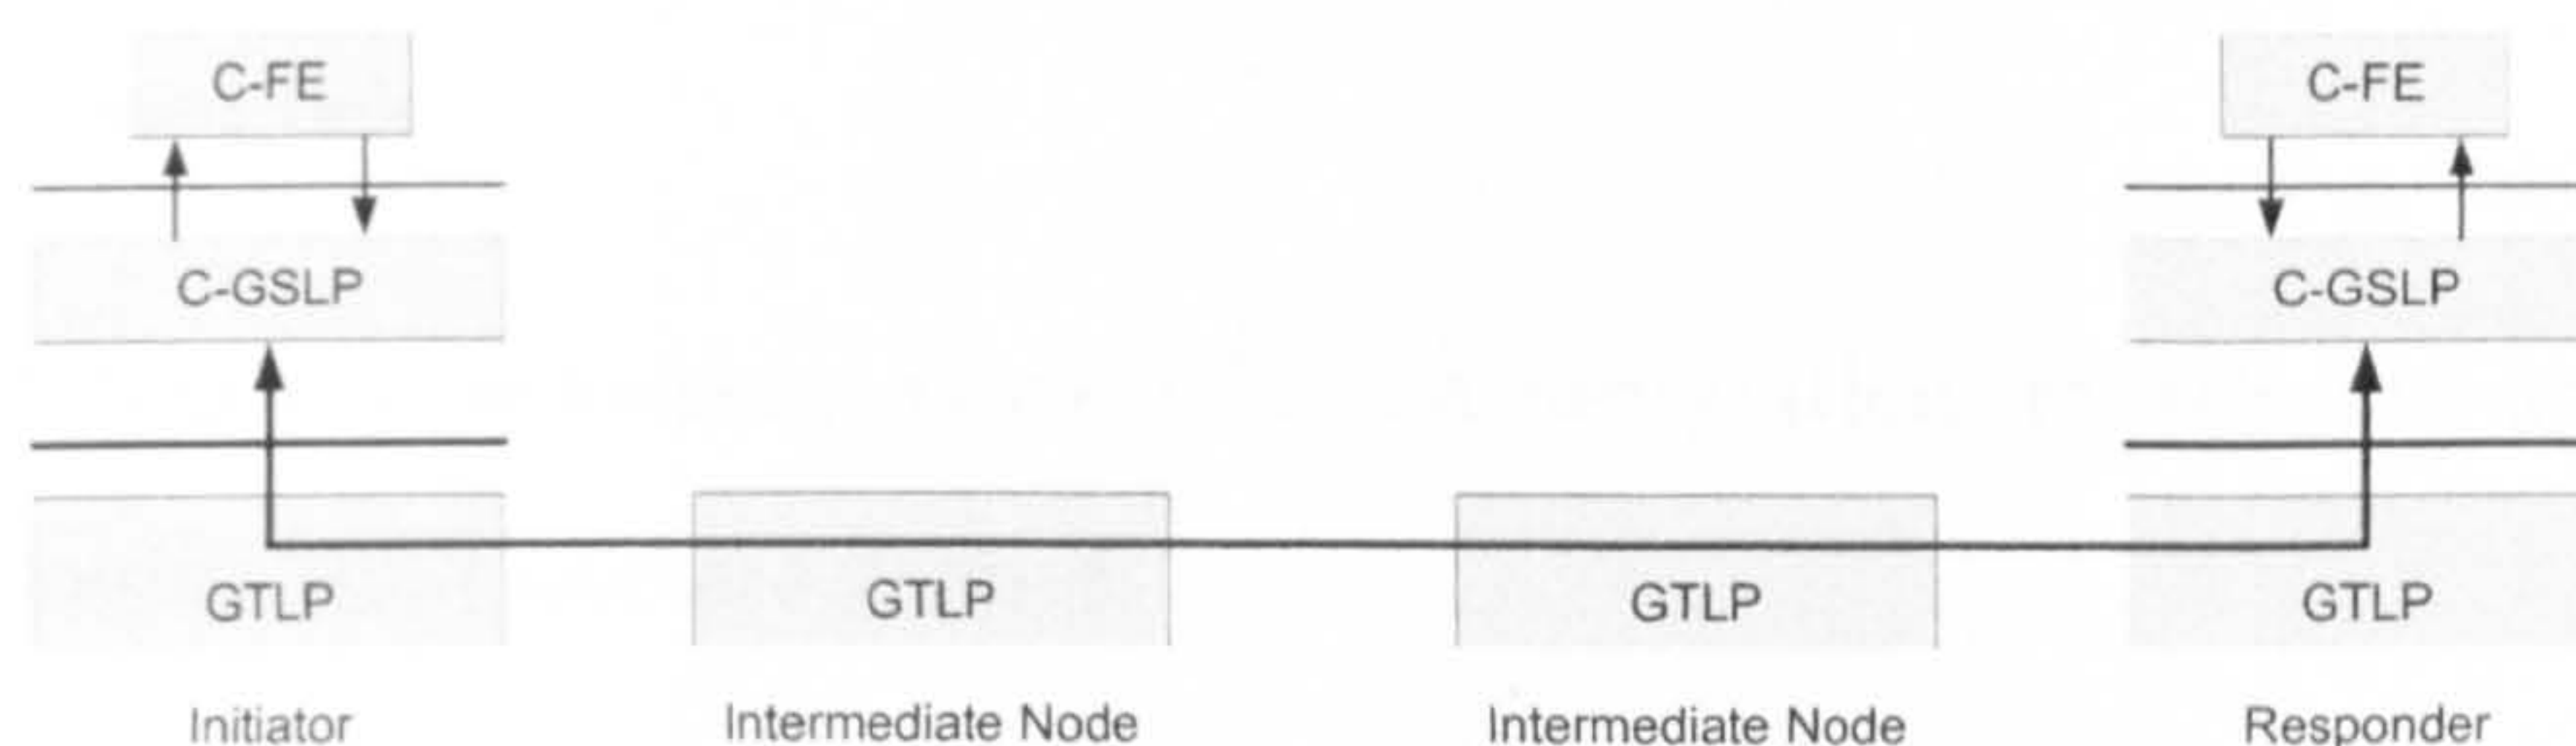 C-FE
C-FE
C-GSLP
C-GSLP
GTLP
GTLP
GTLP
GTLP
Initiator
Intermediate Node
Intermediate Node
Responder